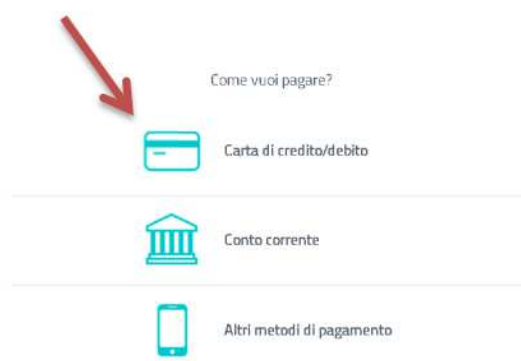 Come vuoi pagare?
Carta di credito/debito
Conto corrente
Altri metodi di pagamento